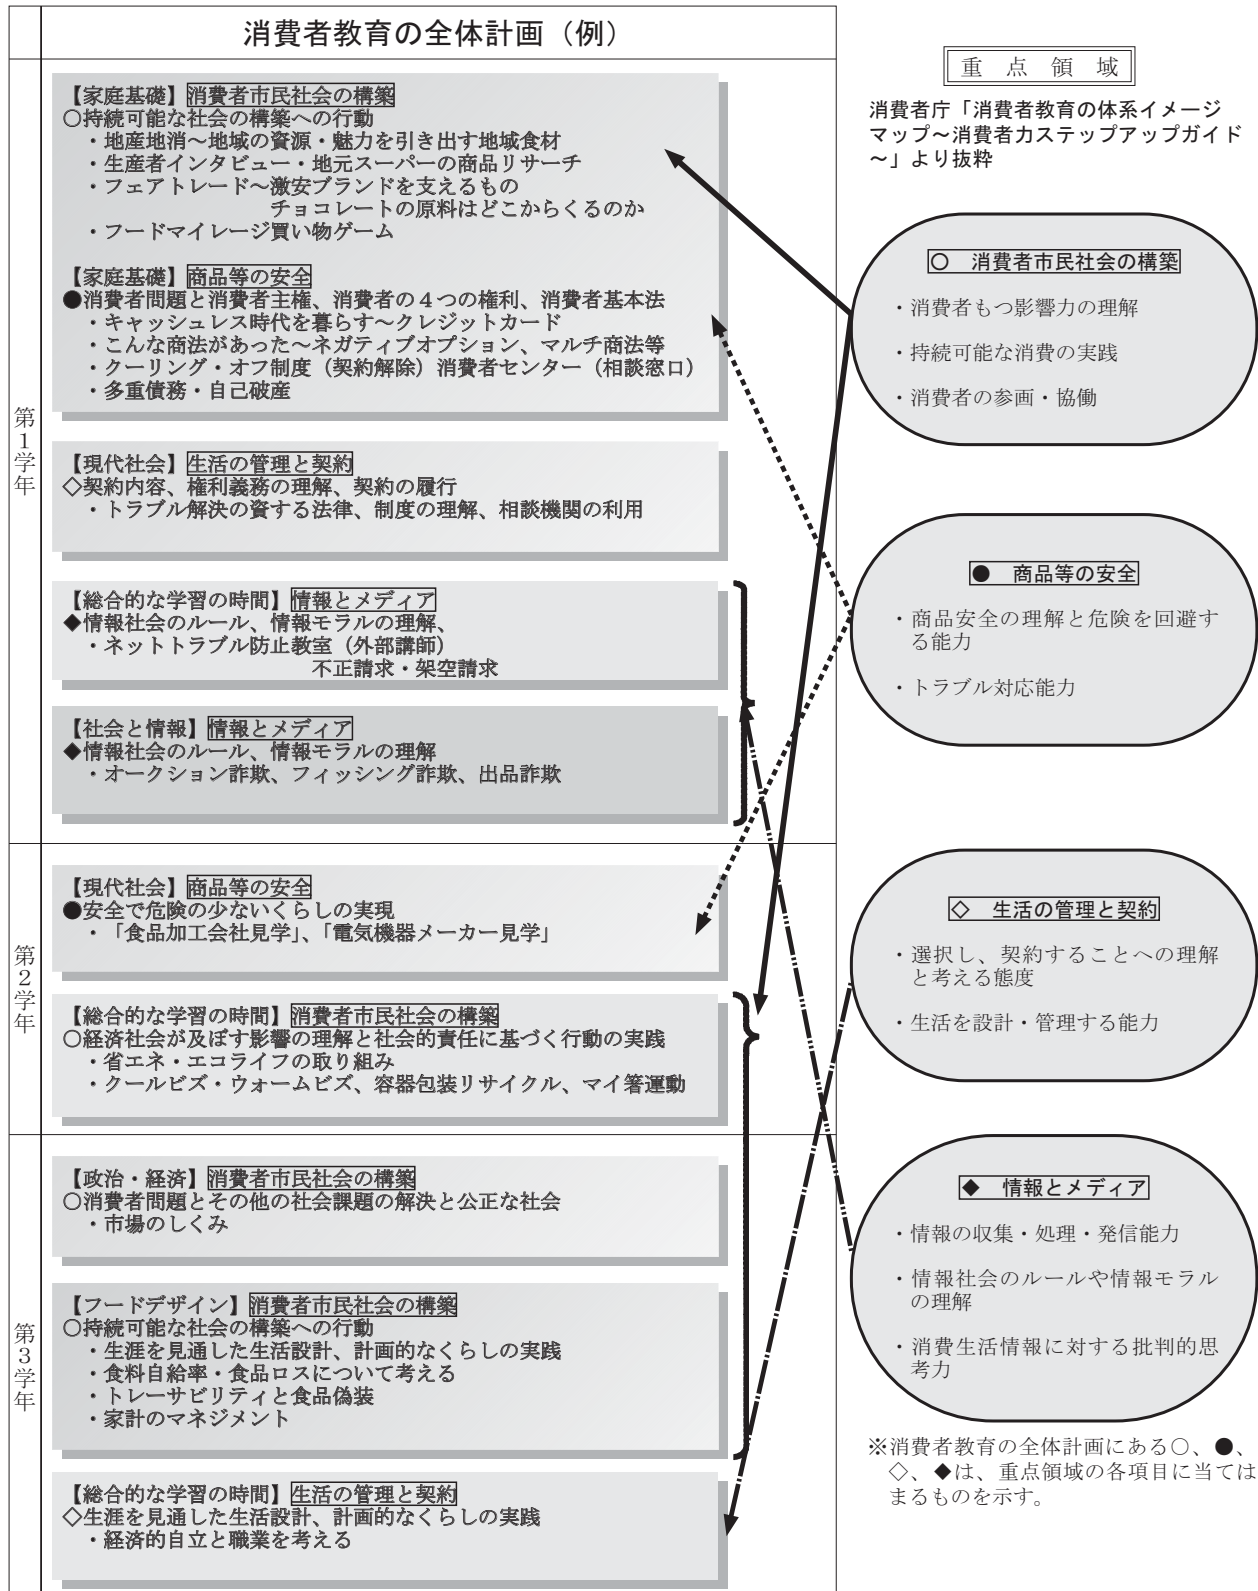 消費者教育の全体計画（例）
第1学年
【家庭基礎】消費者市民社会の構築
○持続可能な社会の構築への行動
・地産地消～地域の資源・魅力を引き出す地域食材
・生産者インタビュー・地元スーパーの商品リサーチ
・フェアトレード～激安ブランドを支えるもの
チョコレートの原料はどこからくるのか
・フードマイレージ買い物ゲーム
【家庭基礎】商品等の安全
●消費者問題と消費者主権、消費者の４つの権利、消費者基本法
・キャッシュレス時代を暮らす～クレジットカード
・こんな商法があった～ネガティブオプション、マルチ商法等
・クーリング・オフ制度（契約解除）消費者センター（相談窓口）
・多重債務・自己破産
【現代社会】生活の管理と契約
◇契約内容、権利義務の理解、契約の履行
・トラブル解決の資する法律、制度の理解、相談機関の利用
【総合的な学習の時間】情報とメディア
◆情報社会のルール、情報モラルの理解、
・ネットトラブル防止教室（外部講師）
不正請求・架空請求
【社会と情報】情報とメディア
◆情報社会のルール、情報モラルの理解
・オークション詐欺、フィッシング詐欺、出品詐欺
第2学年
【現代社会】商品等の安全
●安全で危険の少ないくらしの実現
・「食品加工会社見学」、「電気機器メーカー見学」
【総合的な学習の時間】消費者市民社会の構築
○経済社会が及ぼす影響の理解と社会的責任に基づく行動の実践
・省エネ・エコライフの取り組み
・クールビズ・ウォームビズ、容器包装リサイクル、マイ箸運動
第3学年
【政治・経済】消費者市民社会の構築
○消費者問題とその他の社会課題の解決と公正な社会
・市場のしくみ
【フードデザイン】消費者市民社会の構築
○持続可能な社会の構築への行動
・生涯を見通した生活設計、計画的なくらしの実践
・食料自給率・食品ロスについて考える
・トレーサビリティと食品偽装
・家計のマネジメント
【総合的な学習の時間】生活の管理と契約
◇生涯を見通した生活設計、計画的なくらしの実践
・経済的自立と職業を考える
重点領域
消費者庁「消費者教育の体系イメージ
マップ～消費者力ステップアップガイド
～」より抜粋
○　消費者市民社会の構築
・消費者もつ影響力の理解
・持続可能な消費の実践
・消費者の参画・協働
●　商品等の安全
・商品安全の理解と危険を回避す
る能力
・トラブル対応能力
◇　生活の管理と契約
・選択し、契約することへの理解
と考える態度
・生活を設計・管理する能力
◆　情報とメディア
・情報の収集・処理・発信能力
・情報社会のルールや情報モラル
の理解
・消費生活情報に対する批判的思
考力
※消費者教育の全体計画にある○、●、
◇、◆は、重点領域の各項目に当ては
まるものを示す。